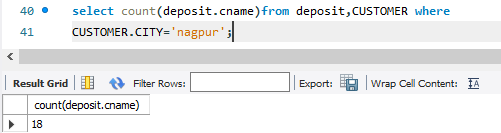 40 select count(deposit.cname)from deposit,CUSTOMER where
41 CUSTOMER.CITY='nagpur';
Result Grid Filter Rows: Export: Wrap Cell Content: IA
count(deposit.cname)
18